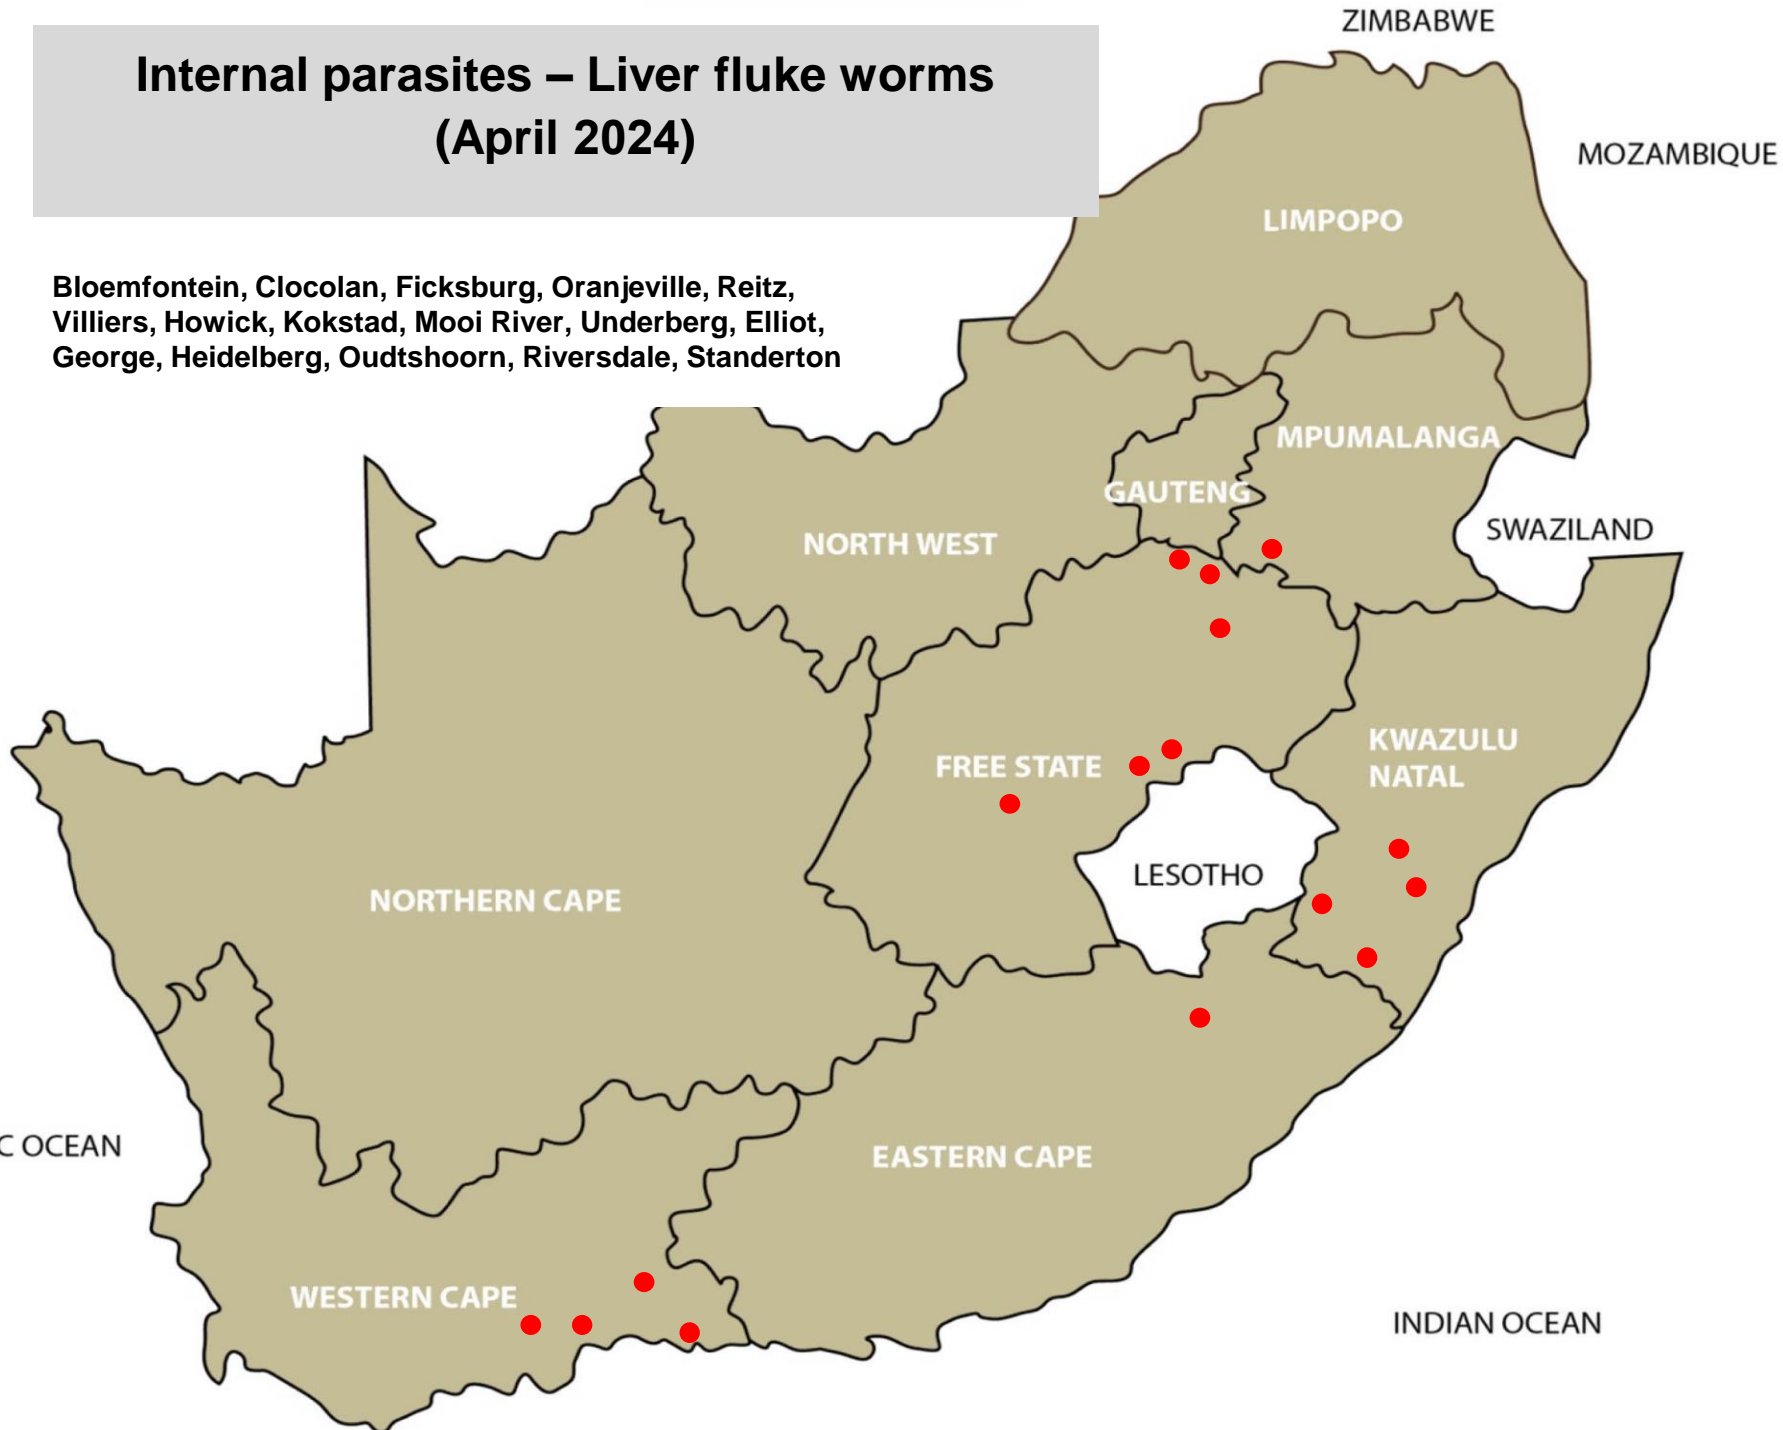 Internal parasites – Liver fluke worms
(April 2024)
Bloemfontein, Clocolan, Ficksburg, Oranjeville, Reitz,
Villiers, Howick, Kokstad, Mooi River, Underberg, Elliot,
George, Heidelberg, Oudtshoorn, Riversdale, Standerton
ZIMBABWE
MOZAMBIQUE
LIMPOPO
MPUMALANGA
GAUTENG
NORTH WEST
SWAZILAND
KWAZULU
NATAL
FREE STATE
LESOTHO
NORTHERN CAPE
C OCEAN
EASTERN CAPE
WESTERN CAPE
INDIAN OCEAN